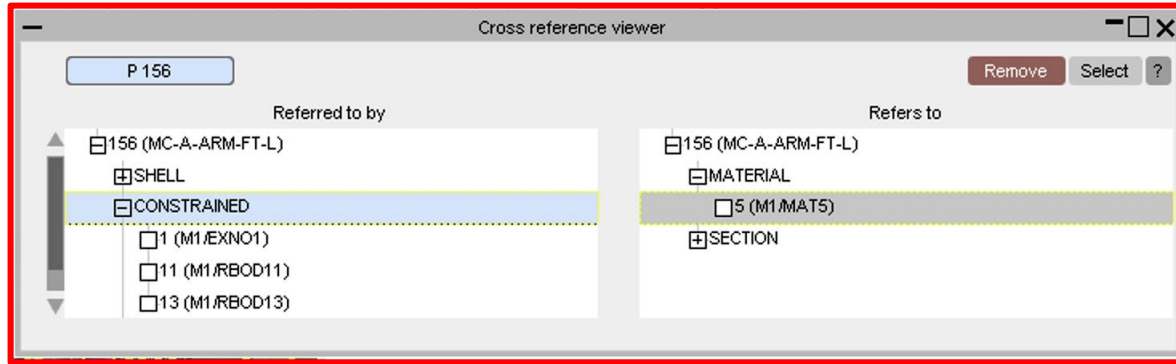 Cross reference viewer
P 156
Remove Select ?
Referred to by
156 (MC-A-ARM-FT-L)
SHELL
CONSTRAINED
1 (M1/EXNO1)
11 (M1/RBOD11)
13 (M1/RBOD13)
Refers to
156 (MC-A-ARM-FT-L)
MATERIAL
5 (M1/MAT5)
SECTION